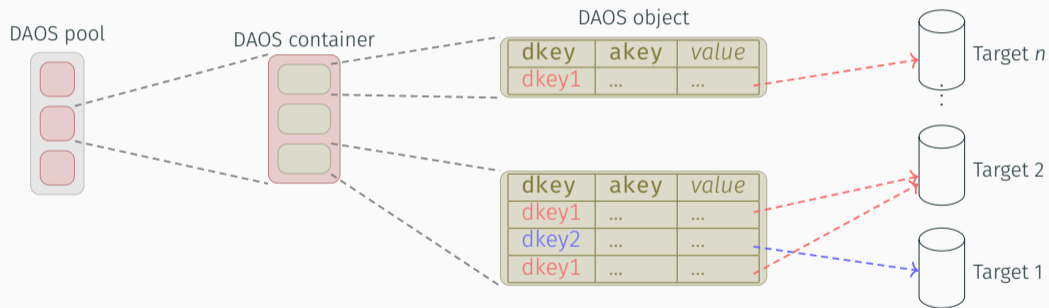 DAOS pool
DAOS container
DAOS object
dkey akey value
dkey1 ... ...
dkey akey value
dkey1 ... ...
dkey2 ... ...
dkey1 ... ...
Target n
⋮
Target 2
Target 1